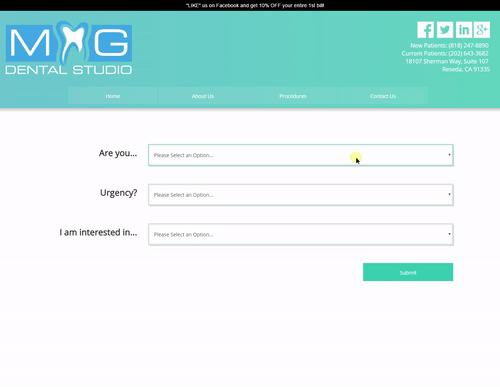 "LIKE" us on Facebook and get 10% OFF your entire 1st bill!
M G
DENTAL STUDIO
New Patients: (818) 247-8890
Current Patients: (202) 643-3682
18107 Sherman Way, Suite 107
Reseda, CA 91335
Home
About Us
Procedures
Contact Us
Are you...
Please Select an Option...
Urgency?
Please Select an Option...
I am interested in...
Please Select an Option...
Submit